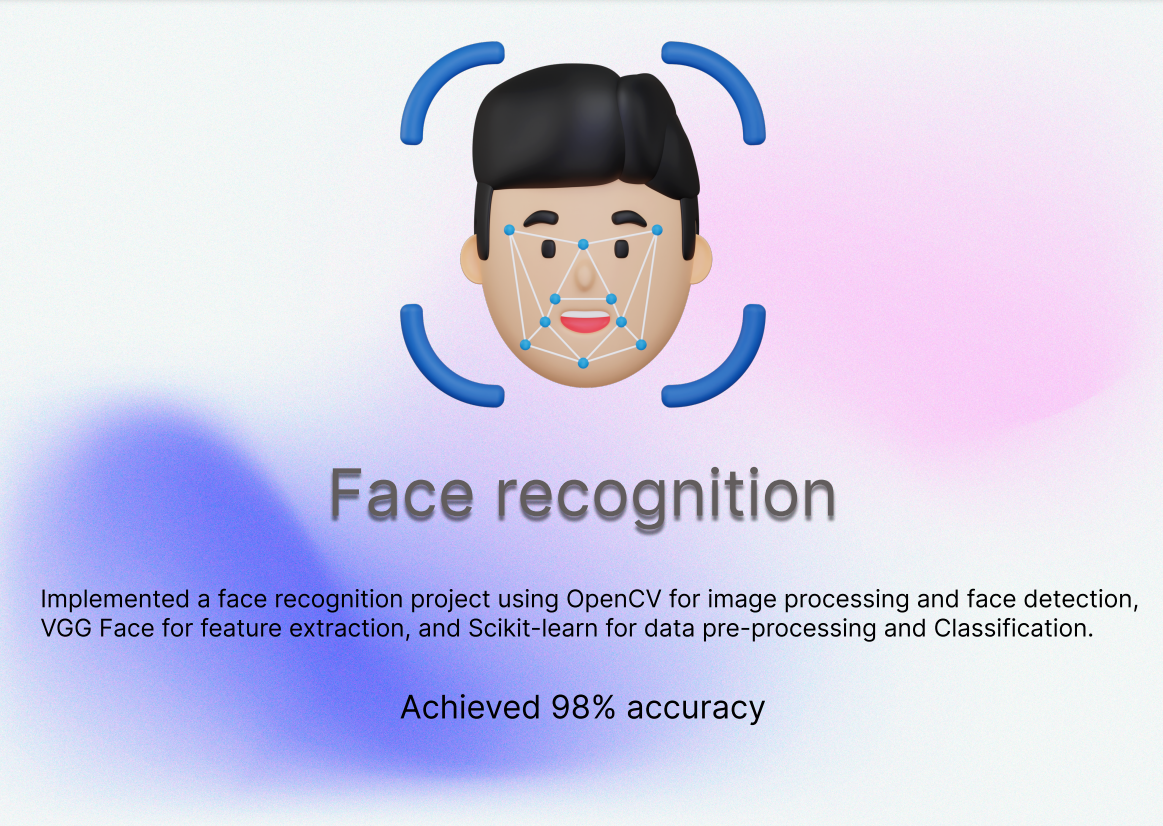 Face recognition
Implemented a face recognition project using OpenCV for image processing and face detection,
VGG Face for feature extraction, and Scikit-learn for data pre-processing and Classification.
Achieved 98% accuracy